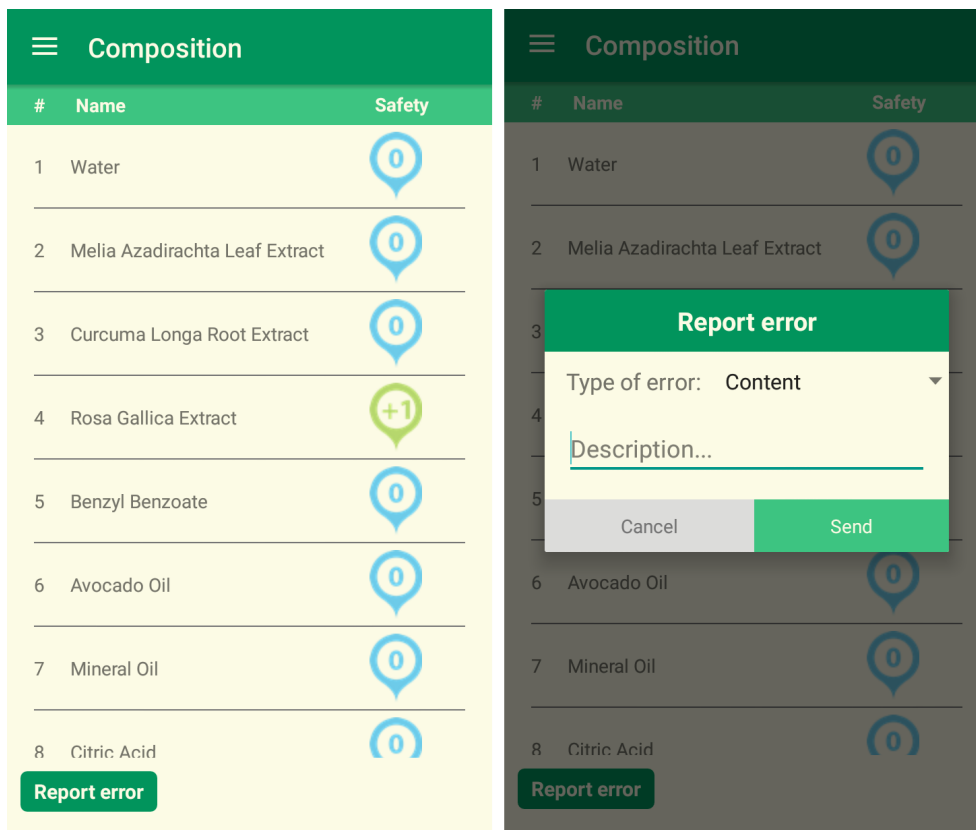 Composition
# Name Safety
1 Water 0
2 Melia Azadirachta Leaf Extract 0
3 Curcuma Longa Root Extract 0
4 Rosa Gallica Extract +1
5 Benzyl Benzoate 0
6 Avocado Oil 0
7 Mineral Oil 0
8 Citric Acid 0
Report error
Composition
# Name Safety
1 Water 0
2 Melia Azadirachta Leaf Extract 0
3
Report error
Type of error: Content
4
Description...
5
Cancel Send
6 Avocado Oil 0
7 Mineral Oil 0
8 Citric Acid 0
Report error